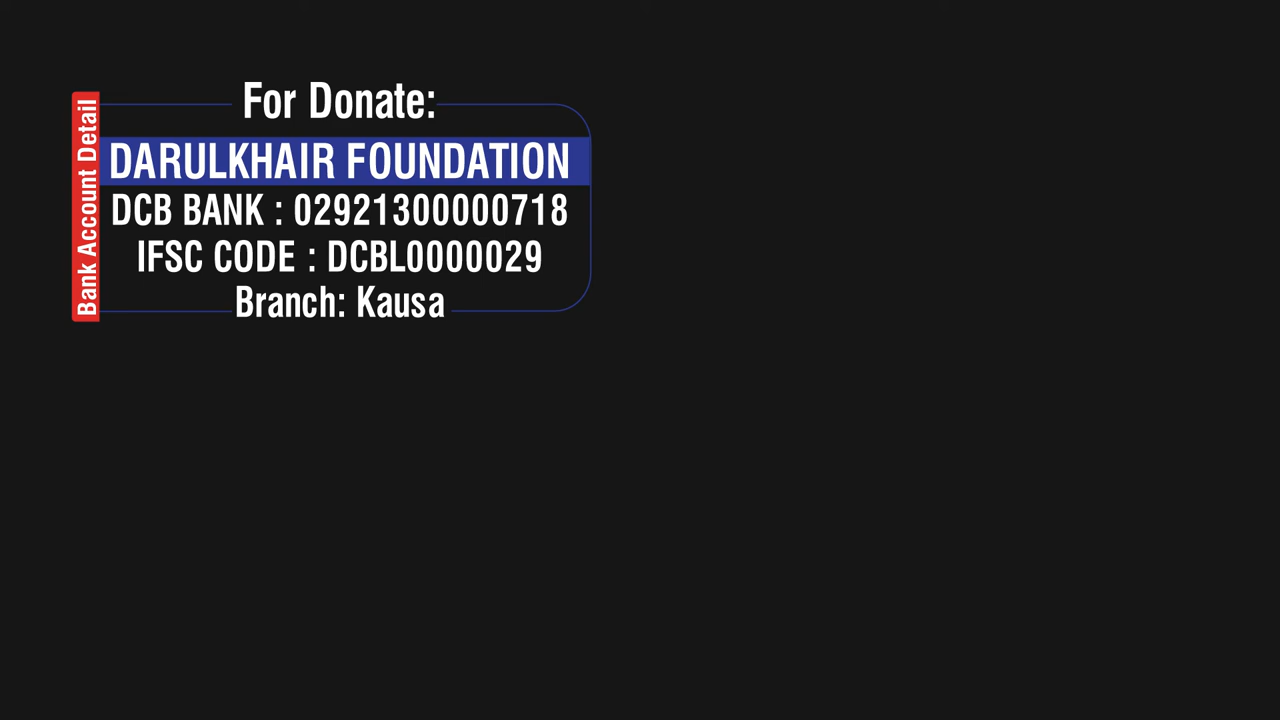 For Donate:
Bank Account Detail
DARULKHAIR FOUNDATION
DCB BANK : 02921300000718
IFSC CODE : DCBL0000029
Branch: Kausa